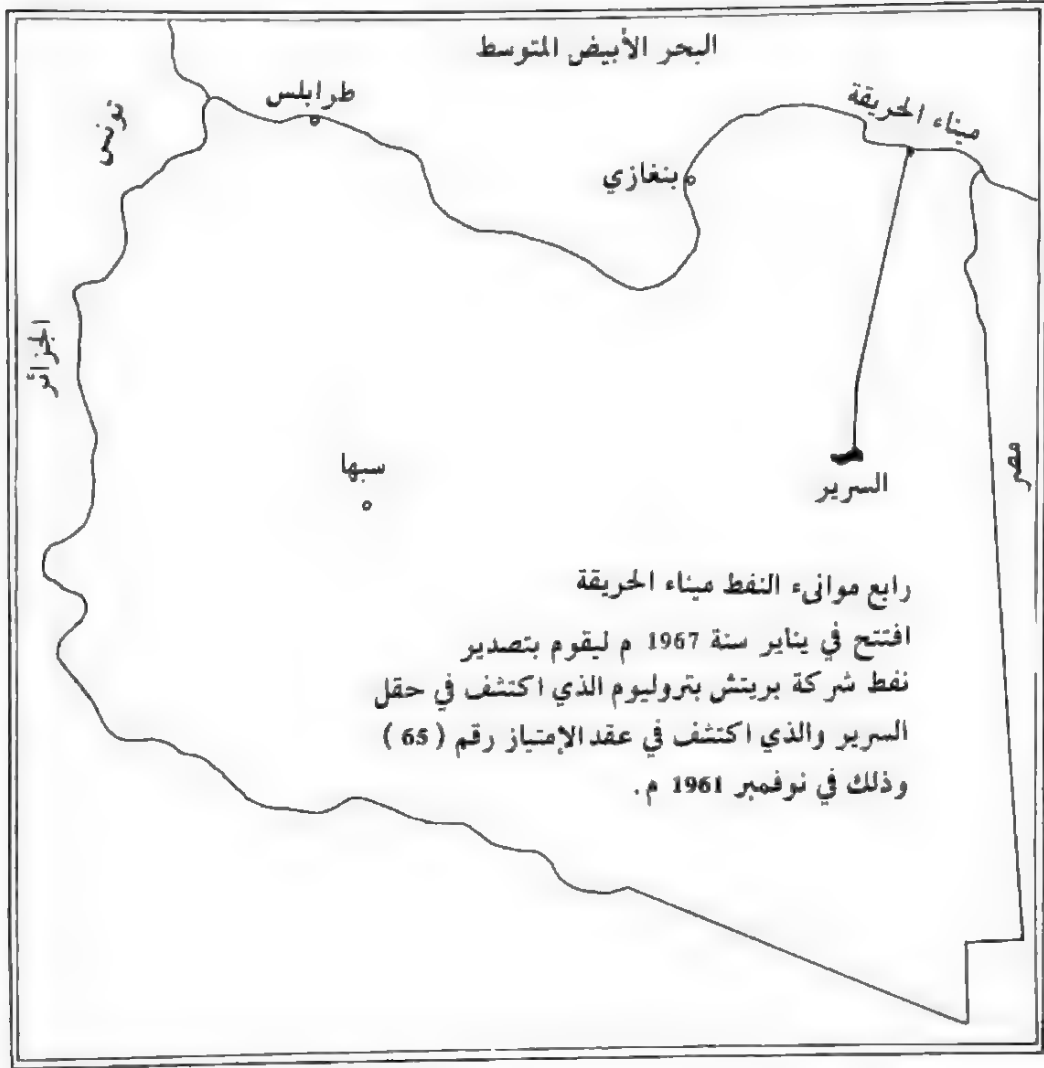 البحر الأبيض المتوسط
طرابلس
ميناء الحريقة
تونس
بنغازي
الجزائر
مصر
سبها
السرير
رابع موانىء النفط ميناء الحريقة
افتتح في يناير سنة 1967 م ليقوم بتصدير
نفط شركة بريتش بتروليوم الذي اكتشف في حقل
السرير والذي اكتشف في عقد الإمتياز رقم ( 65 )
وذلك في نوفمبر 1961 م .